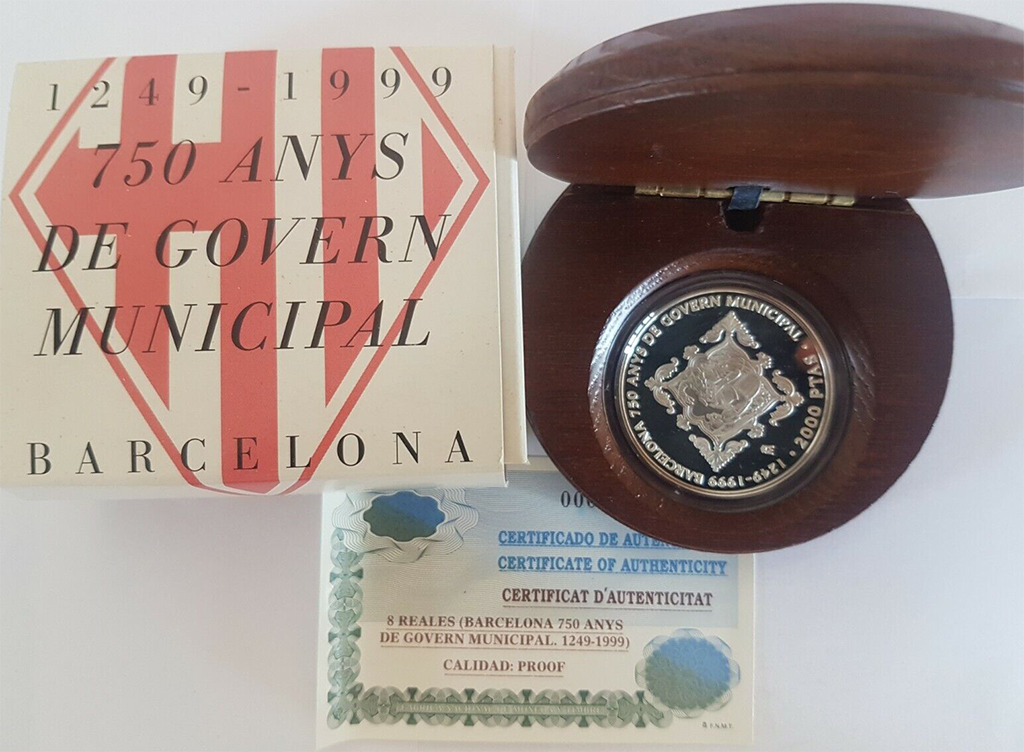 1249-1999
750 ANYS
DE GOVERN
MUNICIPAL
BARCELONA
BARCELONA 750 ANYS DE GOVERN MUNICIPAL
1249-1999 • 2000 PTAS
CERTIFICADO DE
CERTIFICATE OF AUTHENTICITY
CERTIFICAT D'AUTENTICITAT
8 REALES (BARCELONA 750 ANYS
DE GOVERN MUNICIPAL. 1249-1999)
CALIDAD: PROOF